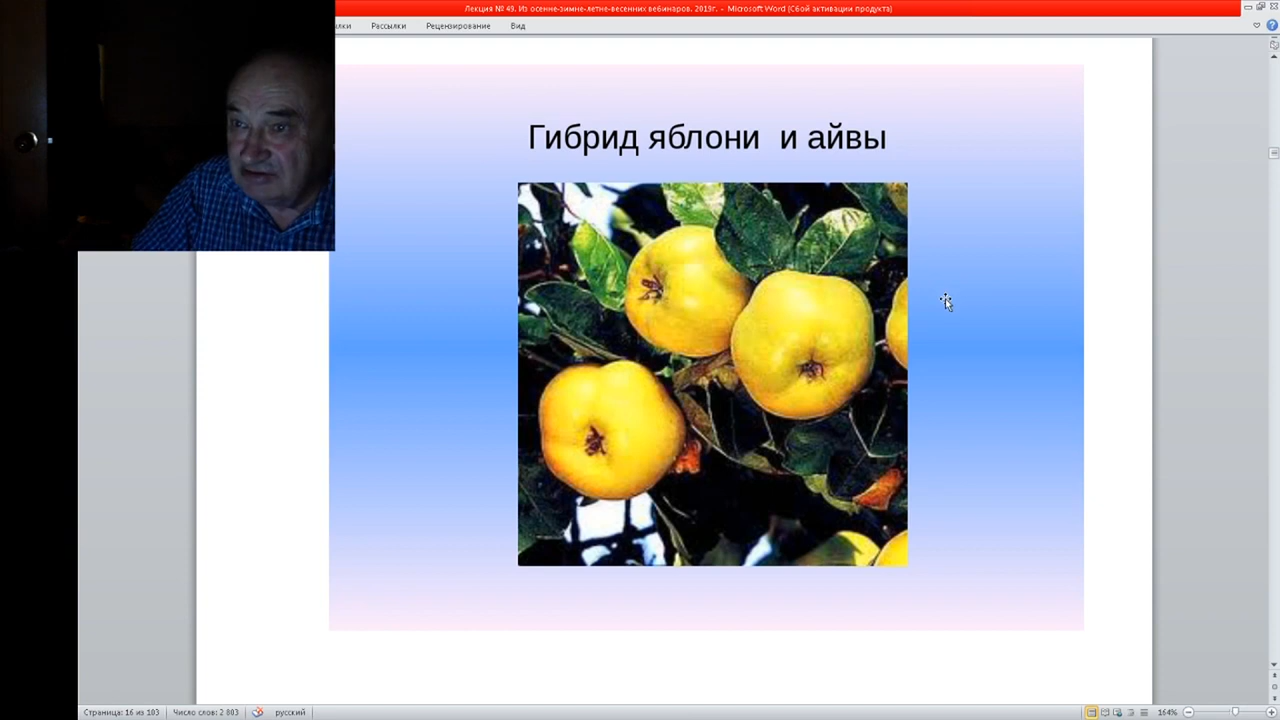 Лекция № 49. Из осенне-зимне-летне-весенних вебинаров. 2019г. - Microsoft Word (Сбой активации продукта)
лки Рассылки Рецензирование Вид
Гибрид яблони и айвы
Страница: 16 из 103 Число слов: 2 803 русский 164%